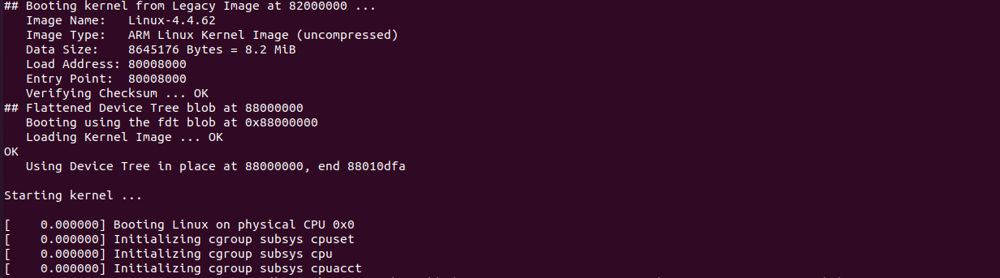 ## Booting kernel from Legacy Image at 82000000 ...
   Image Name:   Linux-4.4.62
   Image Type:   ARM Linux Kernel Image (uncompressed)
   Data Size:    8645176 Bytes = 8.2 MiB
   Load Address: 80008000
   Entry Point:  80008000
   Verifying Checksum ... OK
## Flattened Device Tree blob at 88000000
   Booting using the fdt blob at 0x88000000
   Loading Kernel Image ... OK
OK
   Using Device Tree in place at 88000000, end 88010dfa
Starting kernel ...
[    0.000000] Booting Linux on physical CPU 0x0
[    0.000000] Initializing cgroup subsys cpuset
[    0.000000] Initializing cgroup subsys cpu
[    0.000000] Initializing cgroup subsys cpuacct